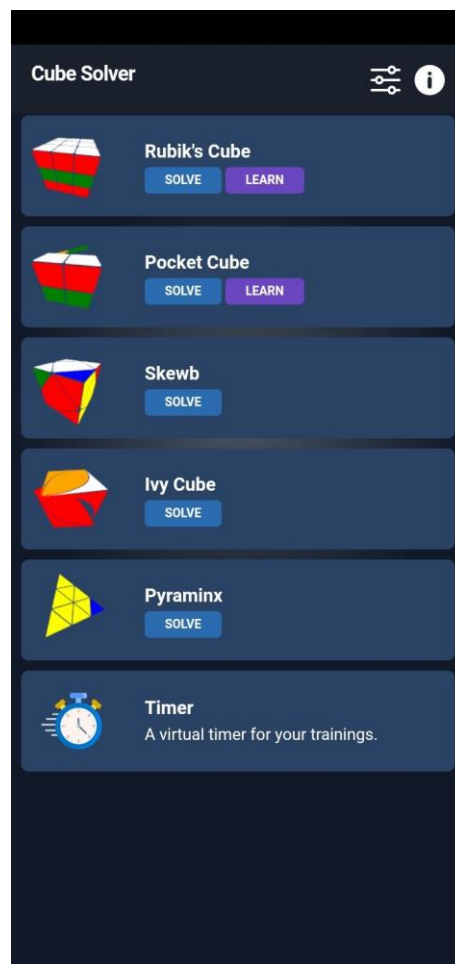 Cube Solver
Rubik's Cube
SOLVE LEARN
Pocket Cube
SOLVE LEARN
Skewb
SOLVE
Ivy Cube
SOLVE
Pyraminx
SOLVE
Timer
A virtual timer for your trainings.